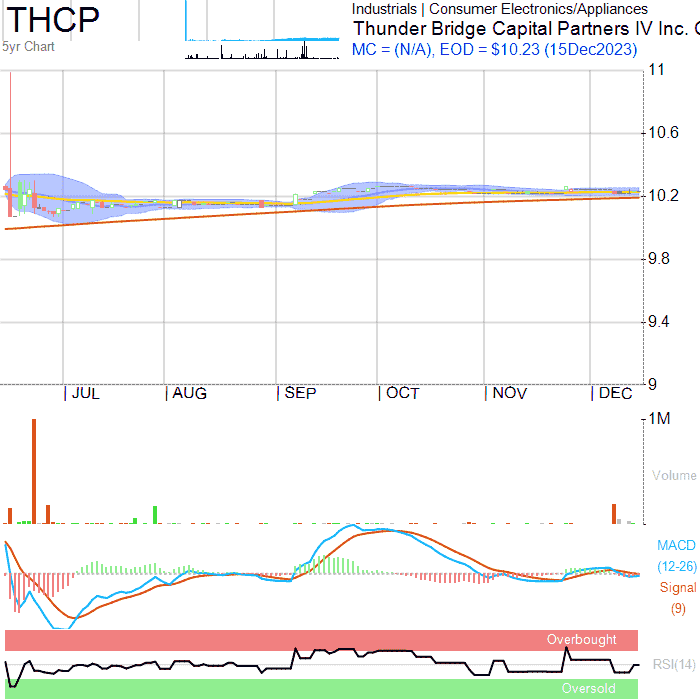 THCP
5yr Chart
Industrials | Consumer Electronics/Appliances
Thunder Bridge Capital Partners IV Inc. C
MC = (N/A), EOD = $10.23 (15Dec2023)
11
10.6
10.2
9.8
9.4
9
JUL
AUG
SEP
OCT
NOV
DEC
1M
Volume
MACD
(12-26)
Signal
(9)
Overbought
RSI(14)
Oversold